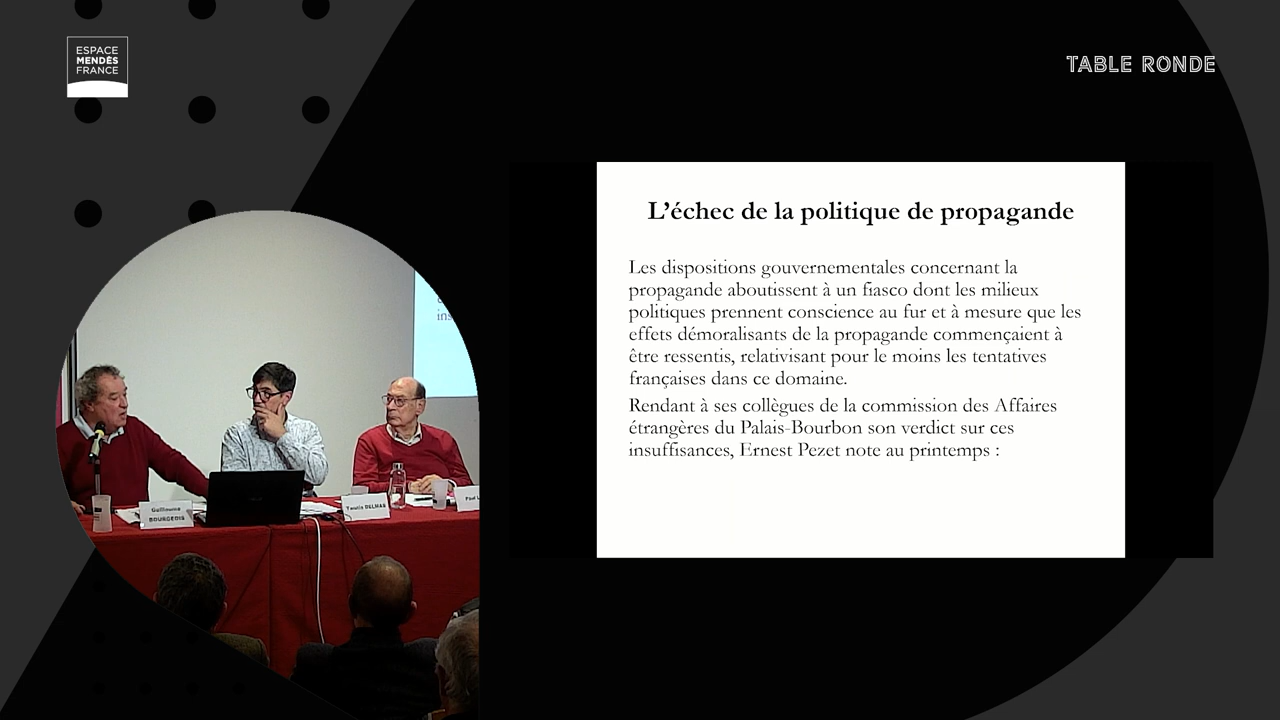 ESPACE
MENDÈS
FRANCE
TABLE RONDE
L'échec de la politique de propagande
Les dispositions gouvernementales concernant la
propagande aboutissent à un fiasco dont les milieux
politiques prennent conscience au fur et à mesure que les
effets démoralisants de la propagande commençaient à
être ressentis, relativisant pour le moins les tentatives
françaises dans ce domaine.
Rendant à ses collègues de la commission des Affaires
étrangères du Palais-Bourbon son verdict sur ces
insuffisances, Ernest Pezet note au printemps :
ins
Guillaume
BOURGEOIS
Yannis DELMAS
Paul L